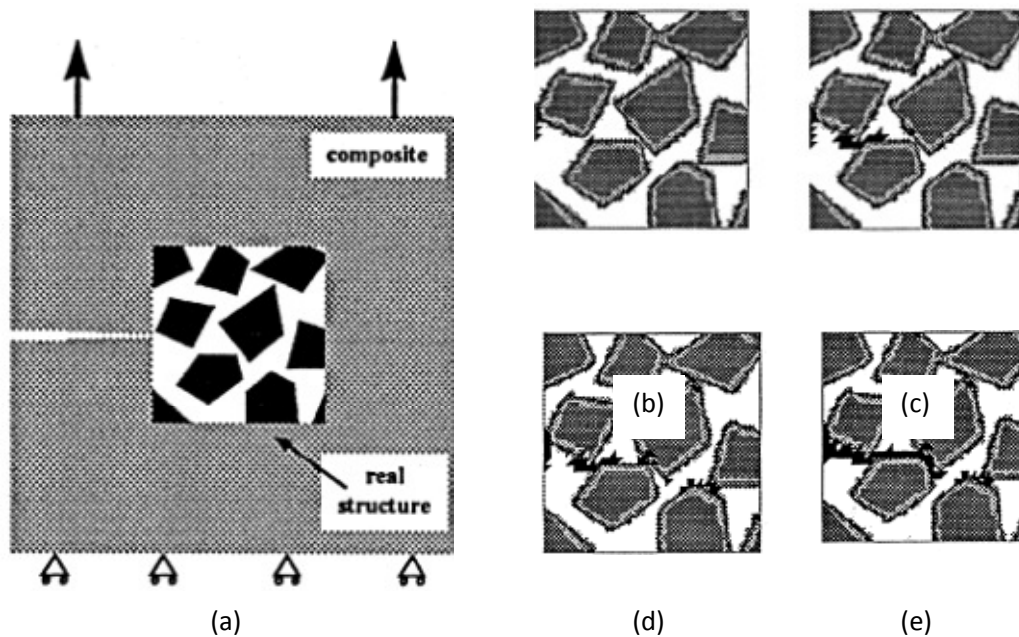 composite
real
structure
(b)
(c)
(a)
(d)
(e)